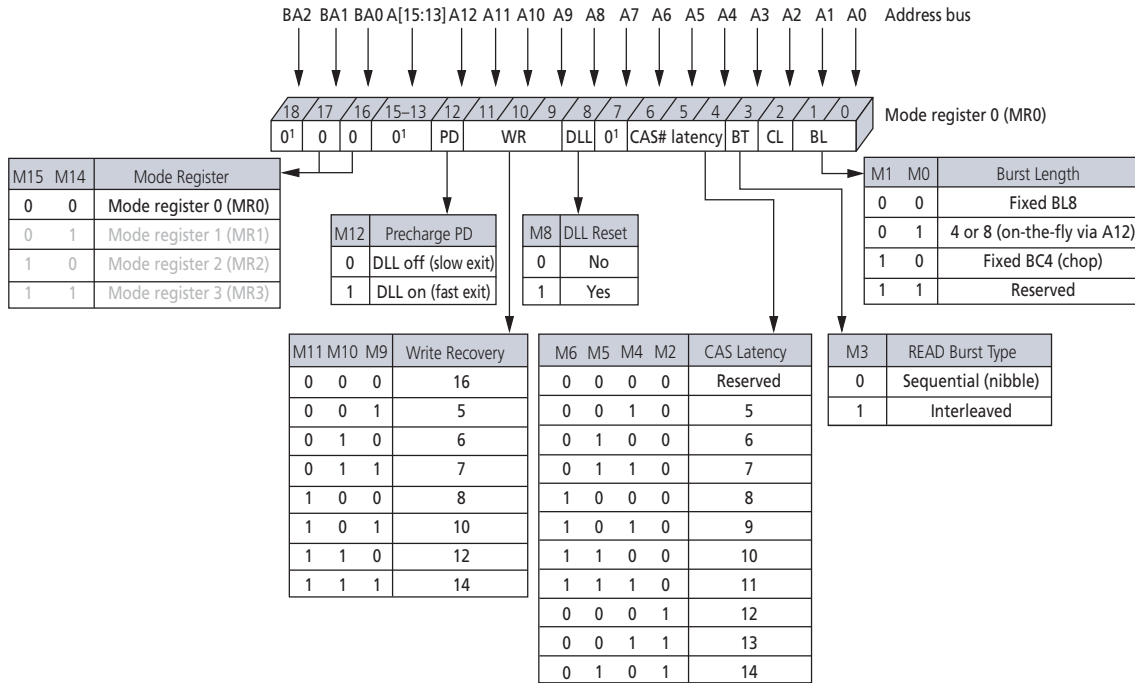 BA2 BA1 BA0 A[15:13] A12 A11 A10 A9 A8 A7 A6 A5 A4 A3 A2 A1 A0 Address bus
18 17 16 15–13 12 11 10 9 8 7 6 5 4 3 2 1 0
Mode register 0 (MR0)
0¹ 0 0 0¹ PD WR DLL 0¹ CAS# latency BT CL BL
M15 M14 Mode Register
0 0 Mode register 0 (MR0)
0 1 Mode register 1 (MR1)
1 0 Mode register 2 (MR2)
1 1 Mode register 3 (MR3)
M12 Precharge PD
0 DLL off (slow exit)
1 DLL on (fast exit)
M8 DLL Reset
0 No
1 Yes
M1 M0 Burst Length
0 0 Fixed BL8
0 1 4 or 8 (on-the-fly via A12)
1 0 Fixed BC4 (chop)
1 1 Reserved
M11 M10 M9 Write Recovery
0 0 0 16
0 0 1 5
0 1 0 6
0 1 1 7
1 0 0 8
1 0 1 10
1 1 0 12
1 1 1 14
M6 M5 M4 M2 CAS Latency
0 0 0 0 Reserved
0 0 1 0 5
0 1 0 0 6
0 1 1 0 7
1 0 0 0 8
1 0 1 0 9
1 1 0 0 10
1 1 1 0 11
0 0 0 1 12
0 0 1 1 13
0 1 0 1 14
M3 READ Burst Type
0 Sequential (nibble)
1 Interleaved